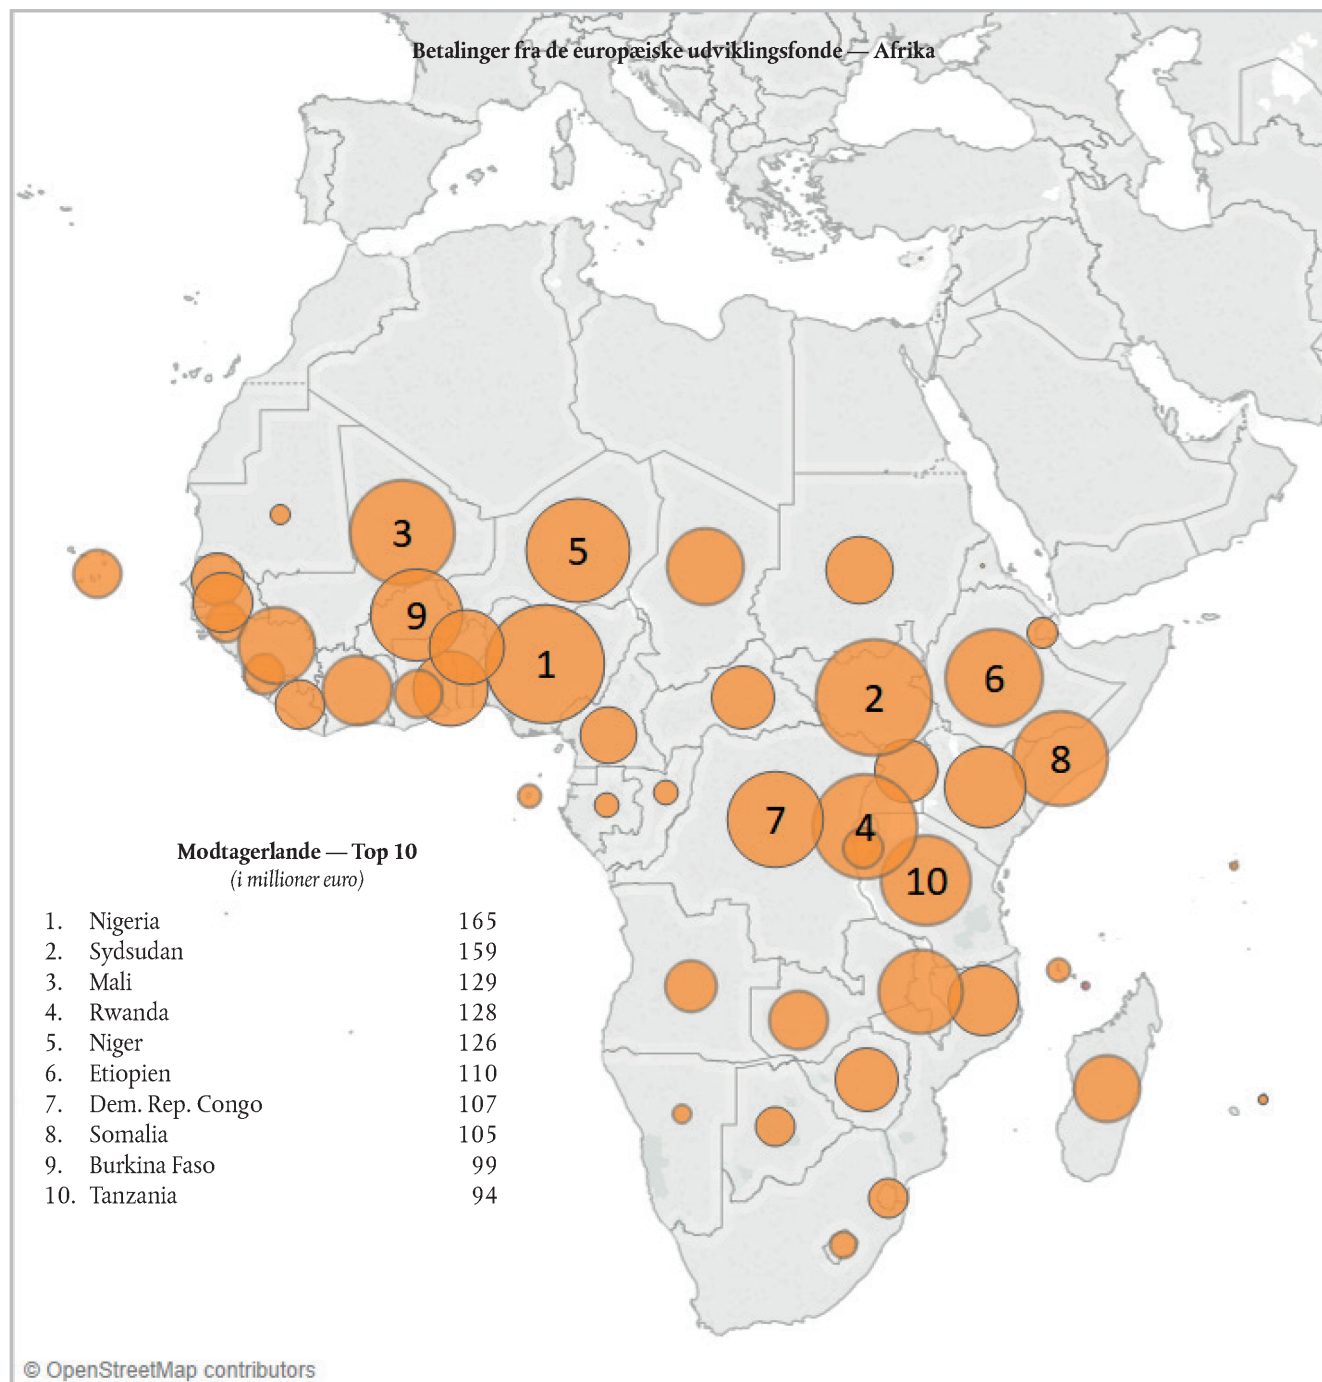 Betalinger fra de europæiske udviklingsfonde — Afrika
3
5
9
1
2
6
8
7
4
10
Modtagerlande — Top 10
(i millioner euro)
1. Nigeria 165
2. Sydsudan 159
3. Mali 129
4. Rwanda 128
5. Niger 126
6. Etiopien 110
7. Dem. Rep. Congo 107
8. Somalia 105
9. Burkina Faso 99
10. Tanzania 94
© OpenStreetMap contributors